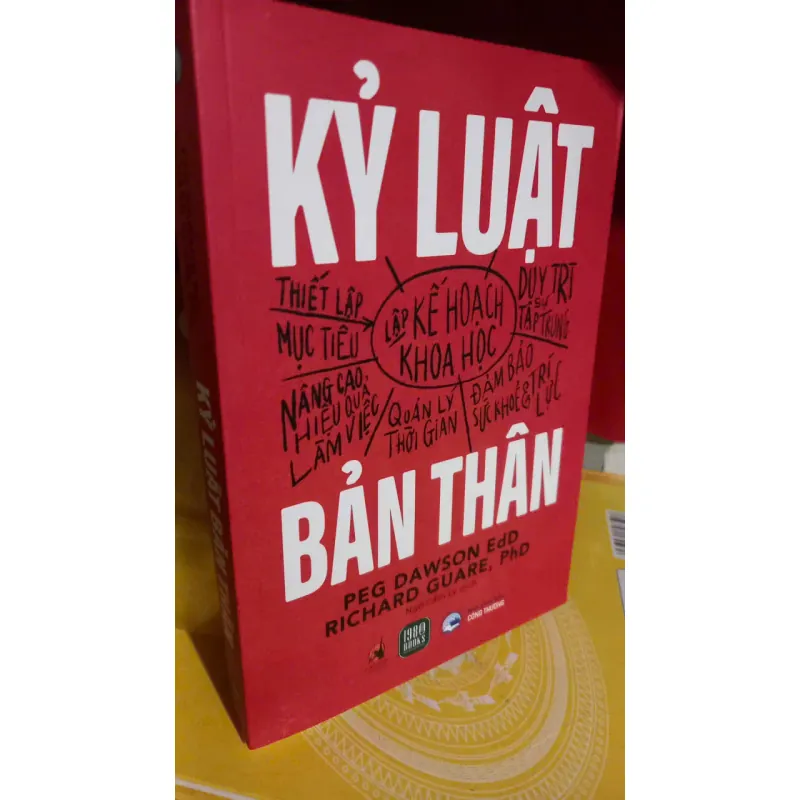 KỶ LUẬT
THIẾT LẬP
MỤC TIÊU
LẬP KẾ HOẠCH
KHOA HỌC
DUY TRÌ
SỰ
TẬP TRUNG
NÂNG CAO
HIỆU QUẢ
LÀM VIỆC
QUẢN LÝ
THỜI GIAN
ĐẢM BẢO
SỨC KHOẺ & TRÍ
LỰC
BẢN THÂN
PEG DAWSON EdD
RICHARD GUARE, PhD
1980
BOOKS
CÔNG THƯƠNG
KỶ LUẬT BẢN THÂN